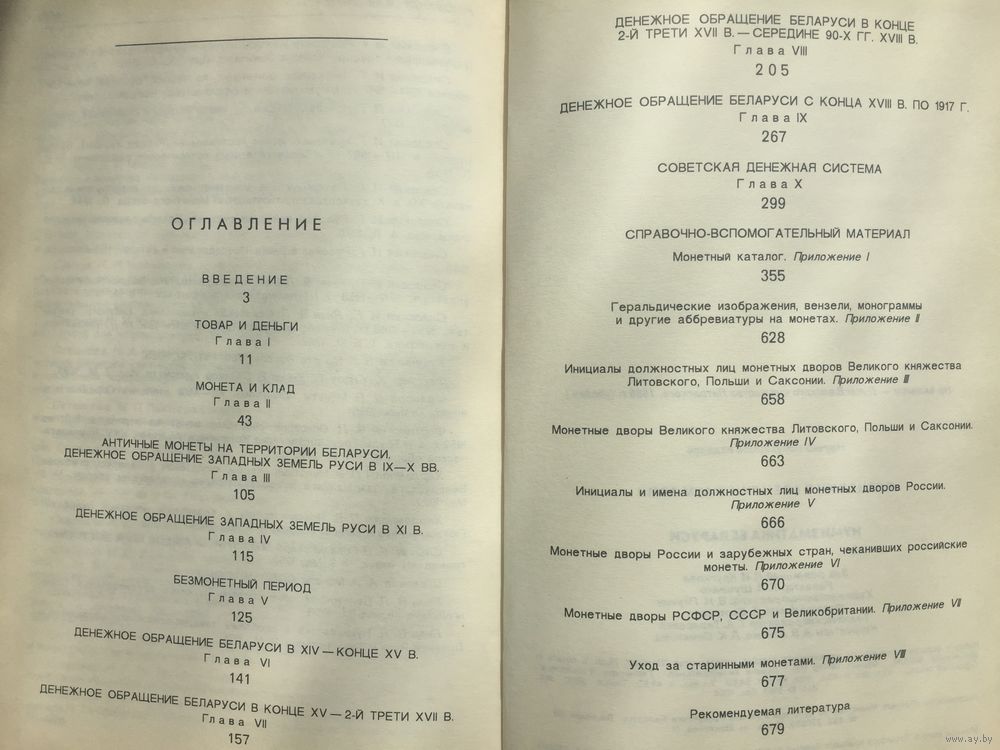 ОГЛАВЛЕНИЕ
ВВЕДЕНИЕ
3
ТОВАР И ДЕНЬГИ
Глава I
11
МОНЕТА И КЛАД
Глава II
43
АНТИЧНЫЕ МОНЕТЫ НА ТЕРРИТОРИИ БЕЛАРУСИ.
ДЕНЕЖНОЕ ОБРАЩЕНИЕ ЗАПАДНЫХ ЗЕМЕЛЬ РУСИ В IX—X ВВ.
Глава III
105
ДЕНЕЖНОЕ ОБРАЩЕНИЕ ЗАПАДНЫХ ЗЕМЕЛЬ РУСИ В XI В.
Глава IV
115
БЕЗМОНЕТНЫЙ ПЕРИОД
Глава V
125
ДЕНЕЖНОЕ ОБРАЩЕНИЕ БЕЛАРУСИ В XIV — КОНЦЕ XV В.
Глава VI
141
ДЕНЕЖНОЕ ОБРАЩЕНИЕ БЕЛАРУСИ В КОНЦЕ XV — 2-Й ТРЕТИ XVII В.
Глава VII
157
ДЕНЕЖНОЕ ОБРАЩЕНИЕ БЕЛАРУСИ В КОНЦЕ
2-Й ТРЕТИ XVII В. — СЕРЕДИНЕ 90-Х ГГ. XVIII В.
Глава VIII
205
ДЕНЕЖНОЕ ОБРАЩЕНИЕ БЕЛАРУСИ С КОНЦА XVIII В. ПО 1917 Г.
Глава IX
267
СОВЕТСКАЯ ДЕНЕЖНАЯ СИСТЕМА
Глава X
299
СПРАВОЧНО-ВСПОМОГАТЕЛЬНЫЙ МАТЕРИАЛ
Монетный каталог. Приложение I
355
Геральдические изображения, вензели, монограммы
и другие аббревиатуры на монетах. Приложение II
628
Инициалы должностных лиц монетных дворов Великого княжества
Литовского, Польши и Саксонии. Приложение III
658
Монетные дворы Великого княжества Литовского, Польши и Саксонии.
Приложение IV
663
Инициалы и имена должностных лиц монетных дворов России.
Приложение V
666
Монетные дворы России и зарубежных стран, чеканивших российские
монеты. Приложение VI
670
Монетные дворы РСФСР, СССР и Великобритании. Приложение VII
675
Уход за старинными монетами. Приложение VIII
677
Рекомендуемая литература
679
www.ay.by